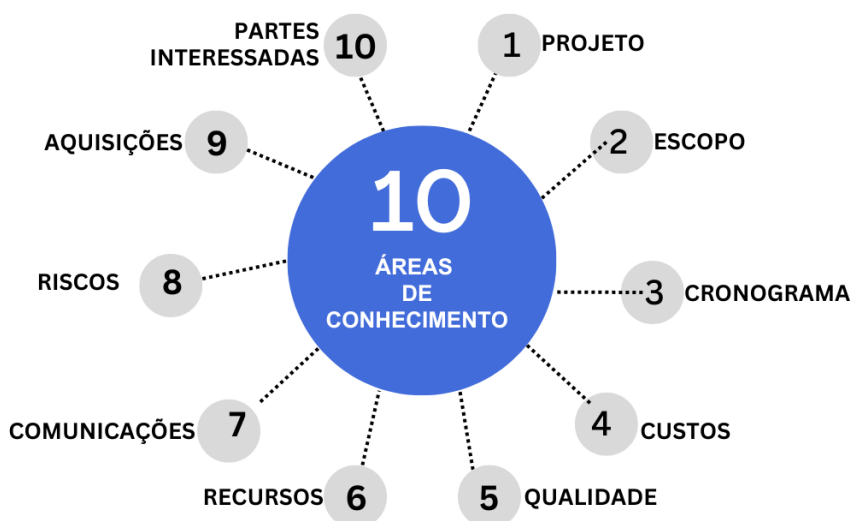 10
ÁREAS
DE
CONHECIMENTO
1 PROJETO
2 ESCOPO
3 CRONOGRAMA
4 CUSTOS
5 QUALIDADE
RECURSOS 6
COMUNICAÇÕES 7
RISCOS 8
AQUISIÇÕES 9
PARTES
INTERESSADAS 10